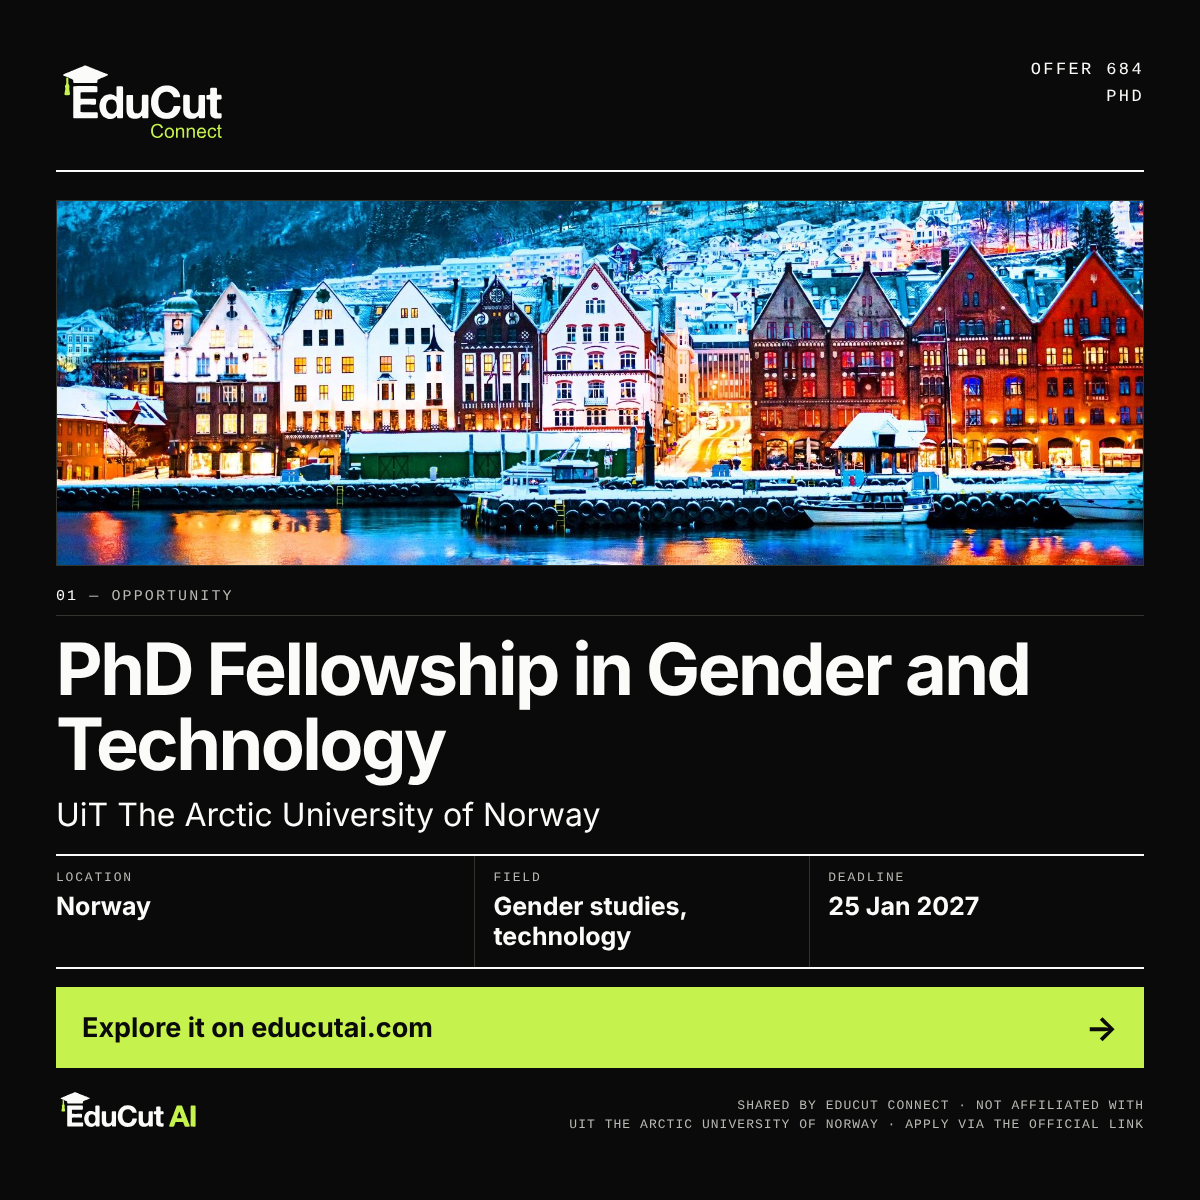 EduCut
Connect
OFFER 684
PHD
01 — OPPORTUNITY
PhD Fellowship in Gender and
Technology
UiT The Arctic University of Norway
LOCATION
Norway
FIELD
Gender studies,
technology
DEADLINE
25 Jan 2027
Explore it on educutai.com →
EduCut AI
SHARED BY EDUCUT CONNECT · NOT AFFILIATED WITH
UIT THE ARCTIC UNIVERSITY OF NORWAY · APPLY VIA THE OFFICIAL LINK